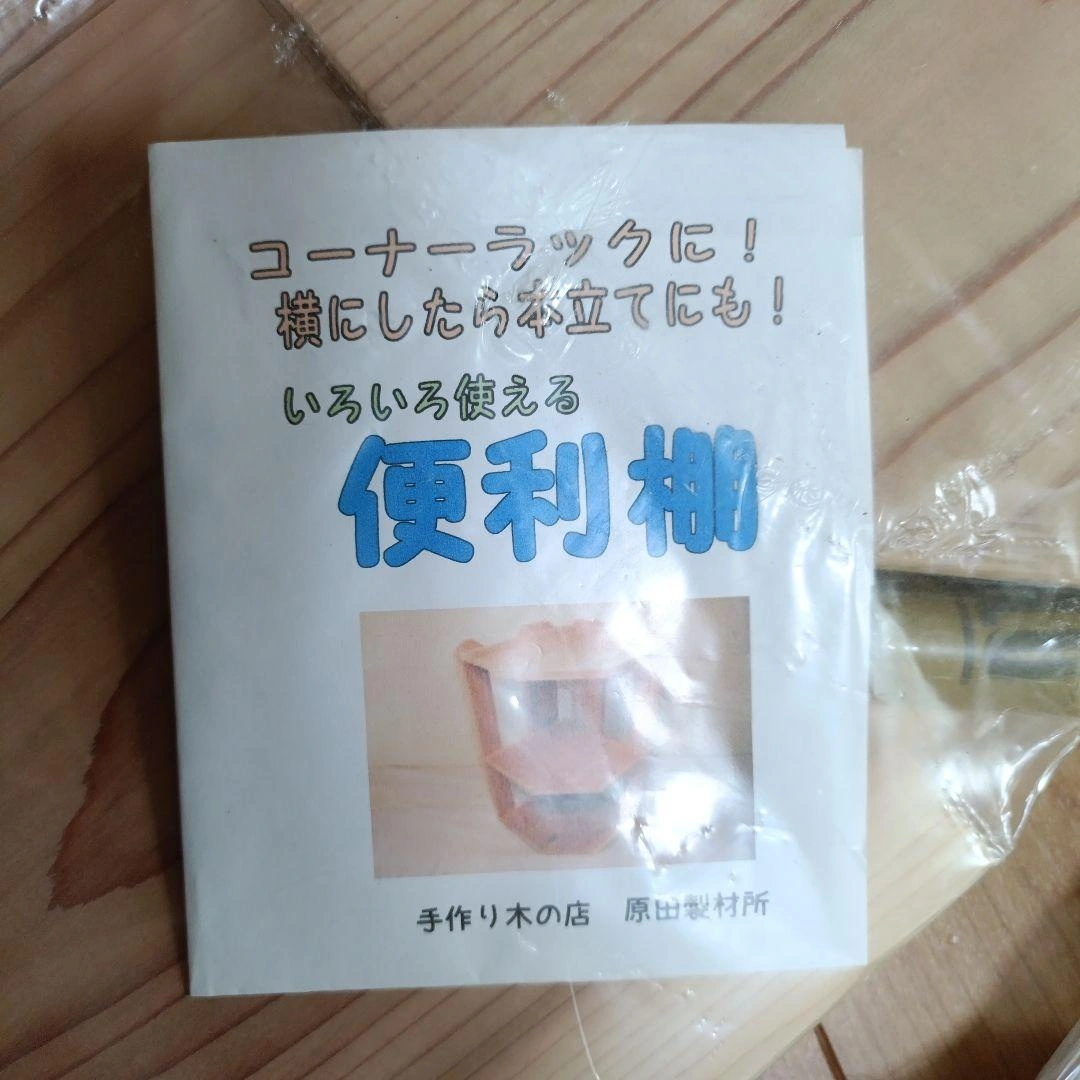 コーナーラックに！
横にしたら本立てにも！
いろいろ使える
便利棚
手作り木の店　原田製材所